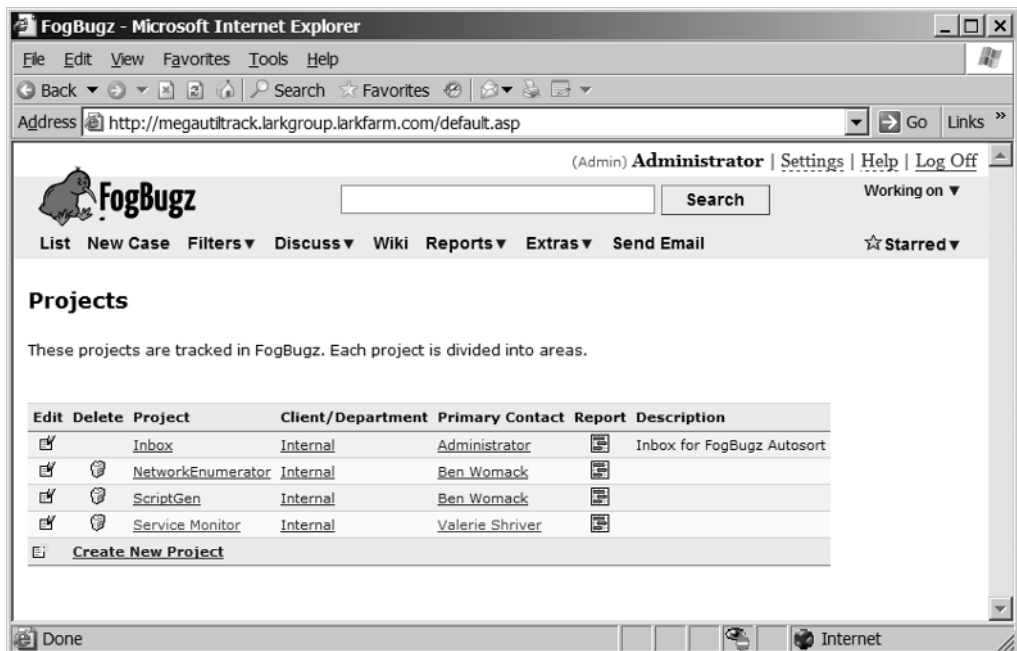 FogBugz - Microsoft Internet Explorer
File Edit View Favorites Tools Help
Back Search Favorites
Address http://megautiltrack.larkgroup.larkfarm.com/default.asp Go Links »
(Admin) Administrator | Settings | Help | Log Off
FogBugz Search Working on ▼
List New Case Filters ▼ Discuss ▼ Wiki Reports ▼ Extras ▼ Send Email ☆ Starred ▼
Projects
These projects are tracked in FogBugz. Each project is divided into areas.
Edit Delete Project Client/Department Primary Contact Report Description
Inbox Internal Administrator Inbox for FogBugz Autosort
NetworkEnumerator Internal Ben Womack
ScriptGen Internal Ben Womack
Service Monitor Internal Valerie Shriver
Create New Project
Done Internet